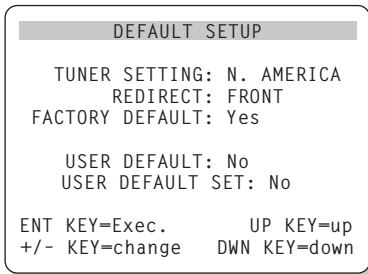 DEFAULT SETUP
TUNER SETTING: N. AMERICA
REDIRECT: FRONT
FACTORY DEFAULT: Yes
USER DEFAULT: No
USER DEFAULT SET: No
ENT KEY=Exec. UP KEY=up
+/- KEY=change DWN KEY=down